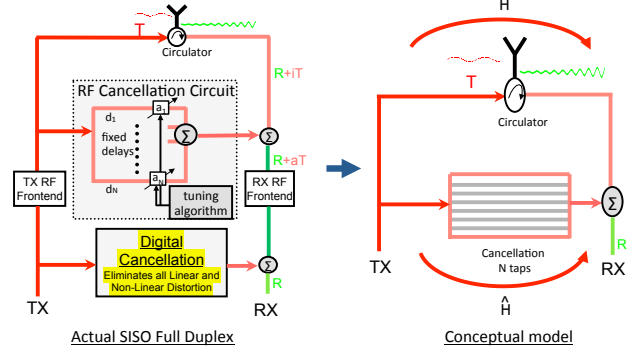 T
Circulator
R+iT
RF Cancellation Circuit
d1
a1
fixed
delays
Σ
Σ
R+aT
dN
aN
TX RF
Frontend
RX RF
Frontend
tuning
algorithm
Digital
Cancellation
Eliminates all Linear and
Non-Linear Distortion
Σ
R
TX
RX
Actual SISO Full Duplex
H
T
Circulator
Σ
R
Cancellation
N taps
TX
RX
Ĥ
Conceptual model